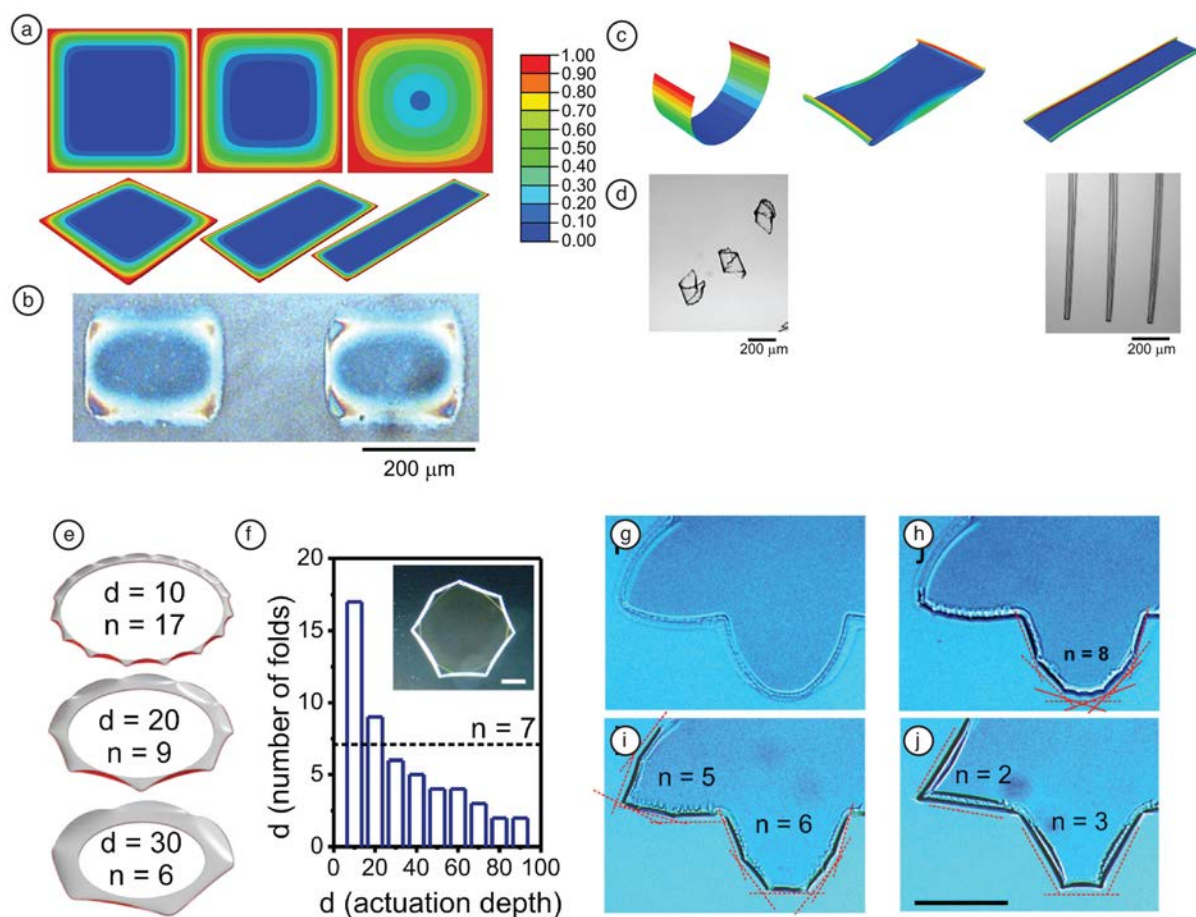 a
1.00
0.90
0.80
0.70
0.60
0.50
0.40
0.30
0.20
0.10
0.00
b
200 μm
c
d
200 μm
200 μm
e
d = 10
n = 17
d = 20
n = 9
d = 30
n = 6
f
d (number of folds)
20
15
10
5
0
n = 7
0 20 40 60 80 100
d (actuation depth)
g
h
n = 8
i
n = 5
n = 6
j
n = 2
n = 3